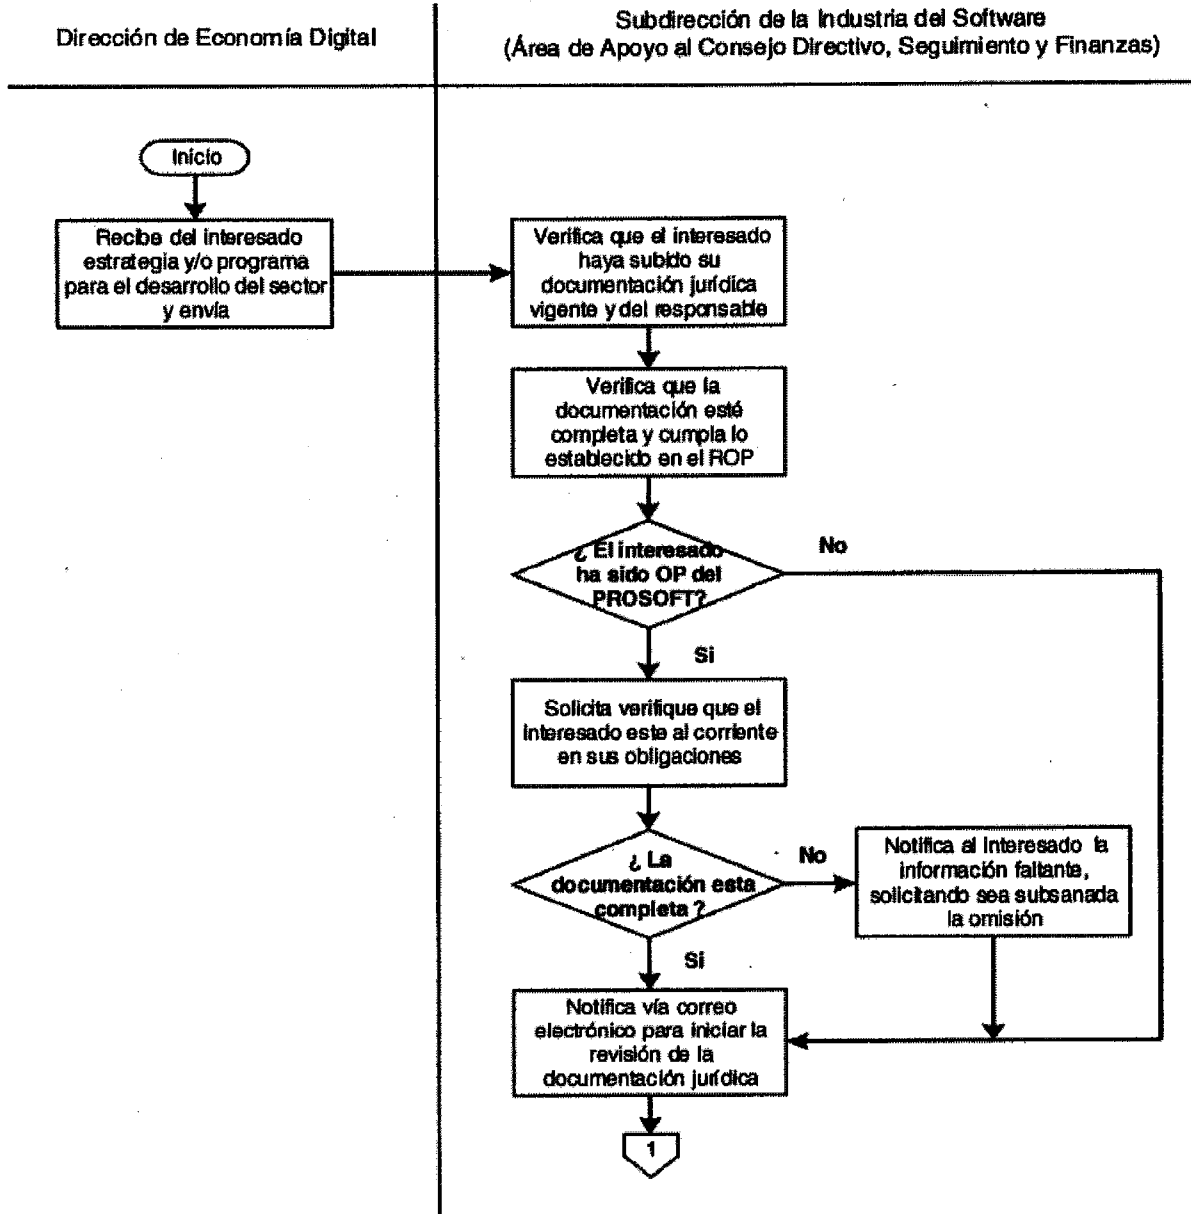 Dirección de Economía Digital
Subdirección de la Industria del Software
(Área de Apoyo al Consejo Directivo, Seguimiento y Finanzas)
Inicio
Recibe del interesado
estrategia y/o programa
para el desarrollo del sector
y envía
Verifica que el interesado
haya subido su
documentación jurídica
vigente y del responsable
Verifica que la
documentación esté
completa y cumpla lo
establecido en el ROP
¿ El interesado
ha sido OP del
PROSOFT?
No
Si
Solicita verifique que el
interesado este al corriente
en sus obligaciones
¿ La
documentación esta
completa ?
No
Notifica al interesado la
información faltante,
solicitando sea subsanada
la omisión
Si
Notifica vía correo
electrónico para iniciar la
revisión de la
documentación jurídica
1